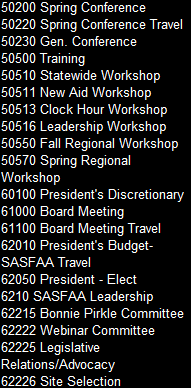 50200 Spring Conference
50220 Spring Conference Travel
50230 Gen. Conference
50500 Training
50510 Statewide Workshop
50511 New Aid Workshop
50513 Clock Hour Workshop
50516 Leadership Workshop
50550 Fall Regional Workshop
50570 Spring Regional
Workshop
60100 President's Discretionary
61000 Board Meeting
61100 Board Meeting Travel
62010 President's Budget-
SASFAA Travel
62050 President - Elect
6210 SASFAA Leadership
62215 Bonnie Pirkle Committee
62222 Webinar Committee
62225 Legislative
Relations/Advocacy
62226 Site Selection